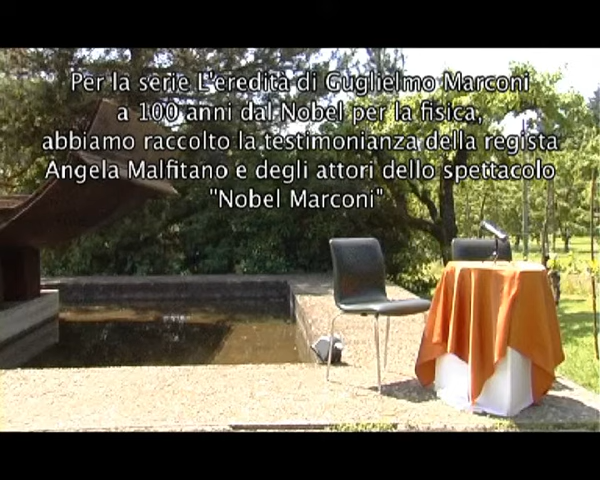 Per la serie L'eredità di Guglielmo Marconi
a 100 anni dal Nobel per la fisica,
abbiamo raccolto la testimonianza della regista
Angela Malfitano e degli attori dello spettacolo
"Nobel Marconi"